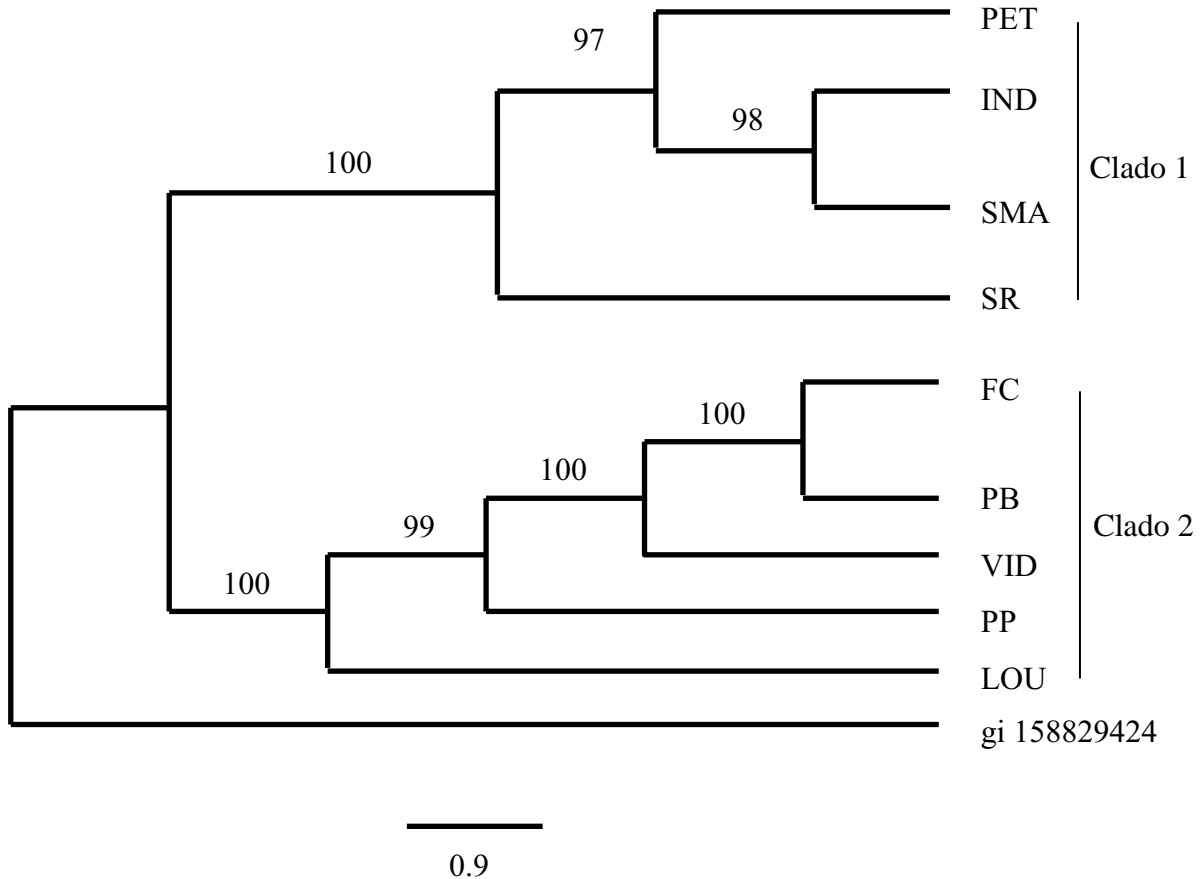 PET
97
IND
98
100
Clado 1
SMA
SR
FC
100
100
PB
99
Clado 2
VID
100
PP
LOU
gi 158829424
0.9